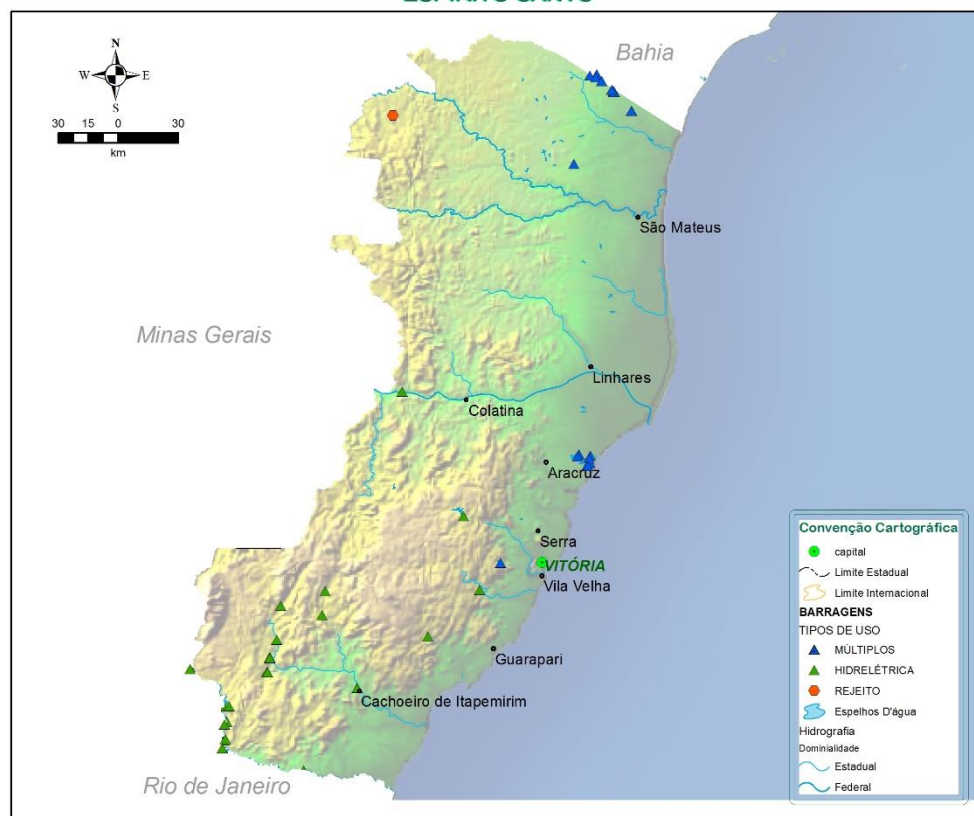 ESPÍRITO SANTO
Bahia
N
W E
S
30 15 0 30
km
São Mateus
Minas Gerais
Linhares
Colatina
Aracruz
Serra
VITÓRIA
Vila Velha
Guarapari
Cachoeiro de Itapemirim
Rio de Janeiro
Convenção Cartográfica
capital
Limite Estadual
Limite Internacional
BARRAGENS
TIPOS DE USO
MÚLTIPLOS
HIDRELÉTRICA
REJEITO
Espelhos D'água
Hidrografia
Dominialidade
Estadual
Federal